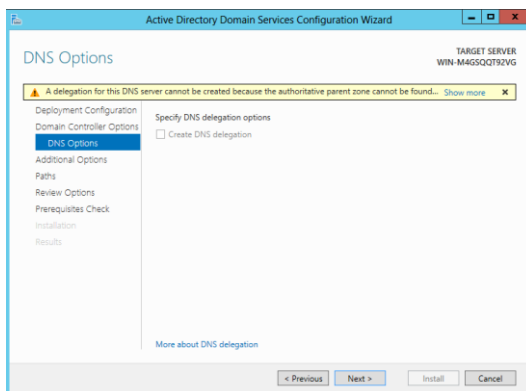 Active Directory Domain Services Configuration Wizard
DNS Options
TARGET SERVER
WIN-M4GSQQT92VG
A delegation for this DNS server cannot be created because the authoritative parent zone cannot be found... Show more
Deployment Configuration
Domain Controller Options
DNS Options
Additional Options
Paths
Review Options
Prerequisites Check
Installation
Results
Specify DNS delegation options
Create DNS delegation
More about DNS delegation
< Previous Next > Install Cancel